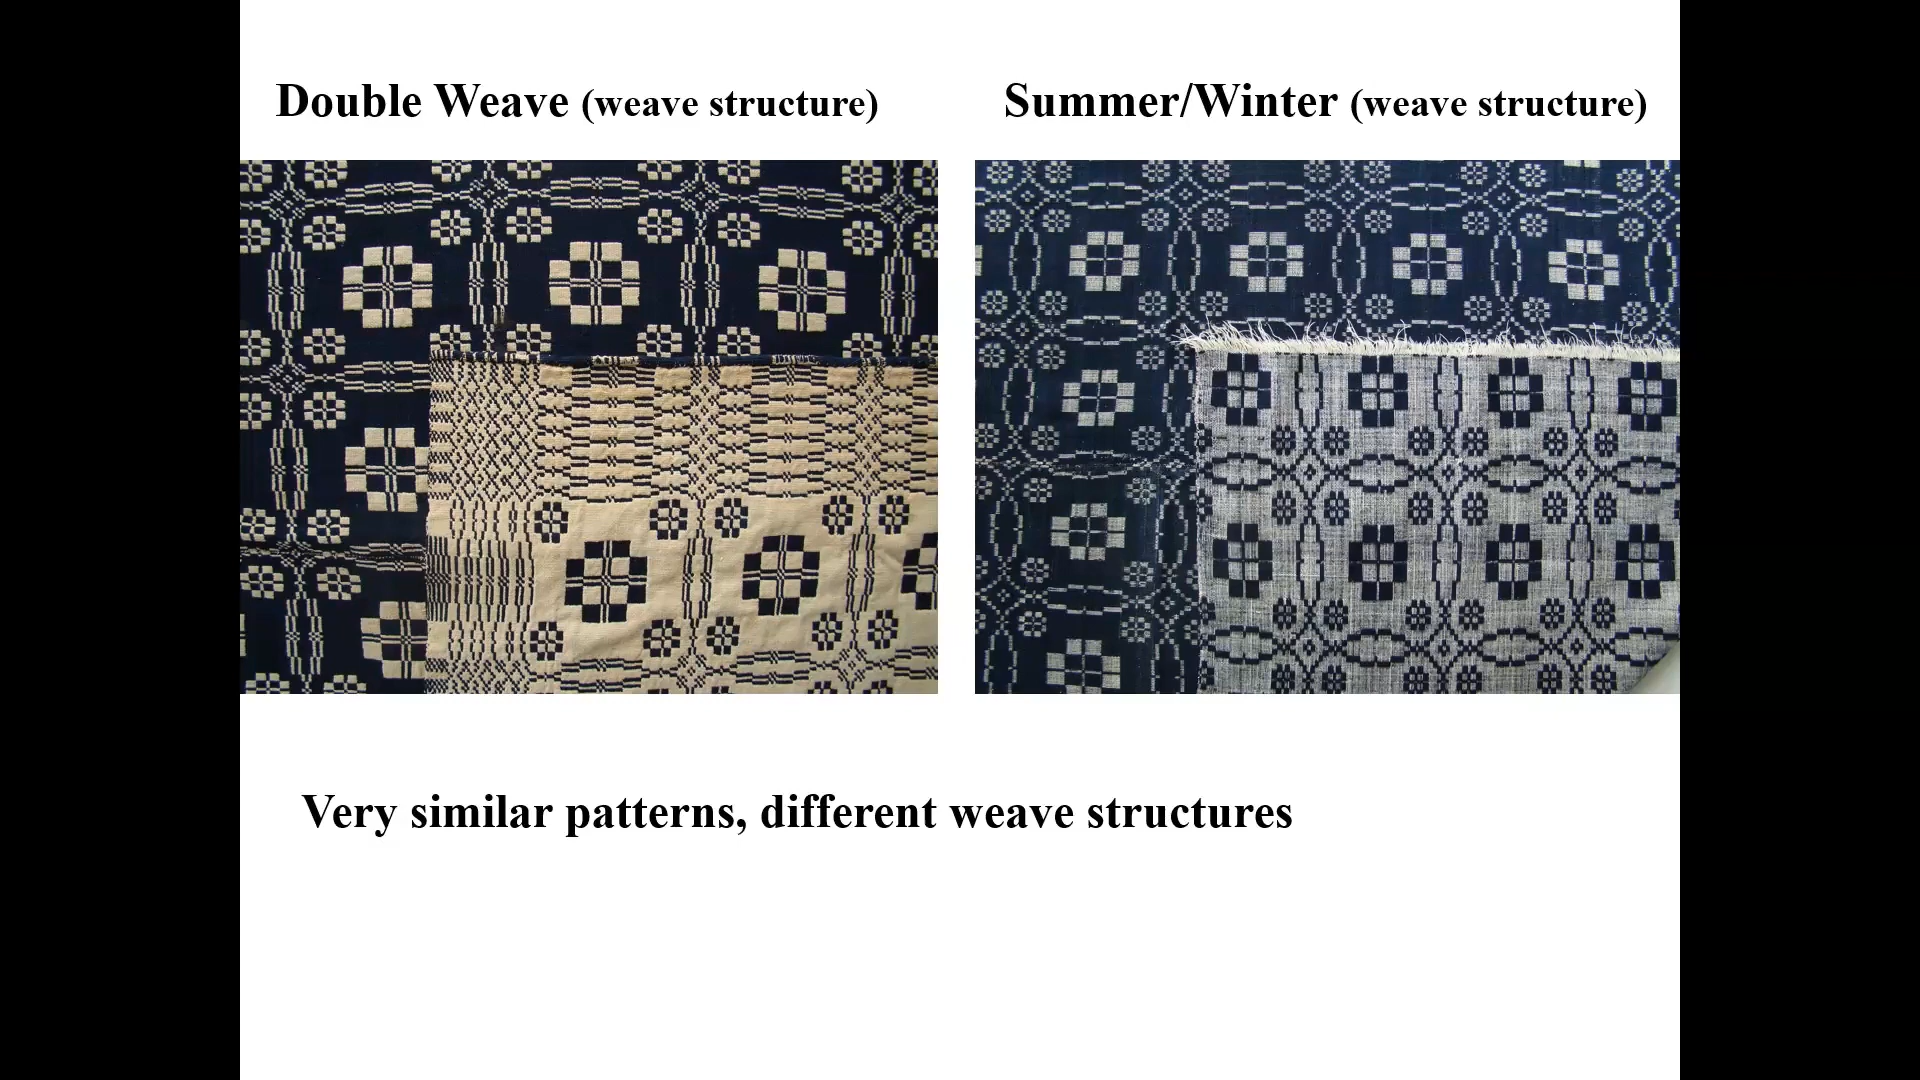 Double Weave (weave structure)
Summer/Winter (weave structure)
Very similar patterns, different weave structures